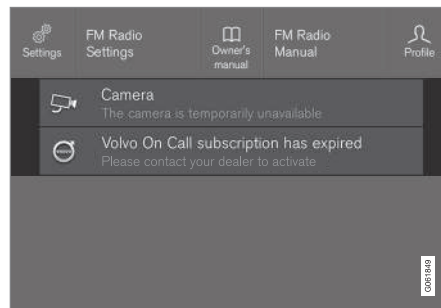 FM Radio
Settings
Settings
Owner's
manual
FM Radio
Manual
Profile
Camera
The camera is temporarily unavailable
Volvo On Call subscription has expired
Please contact your dealer to activate
G061849